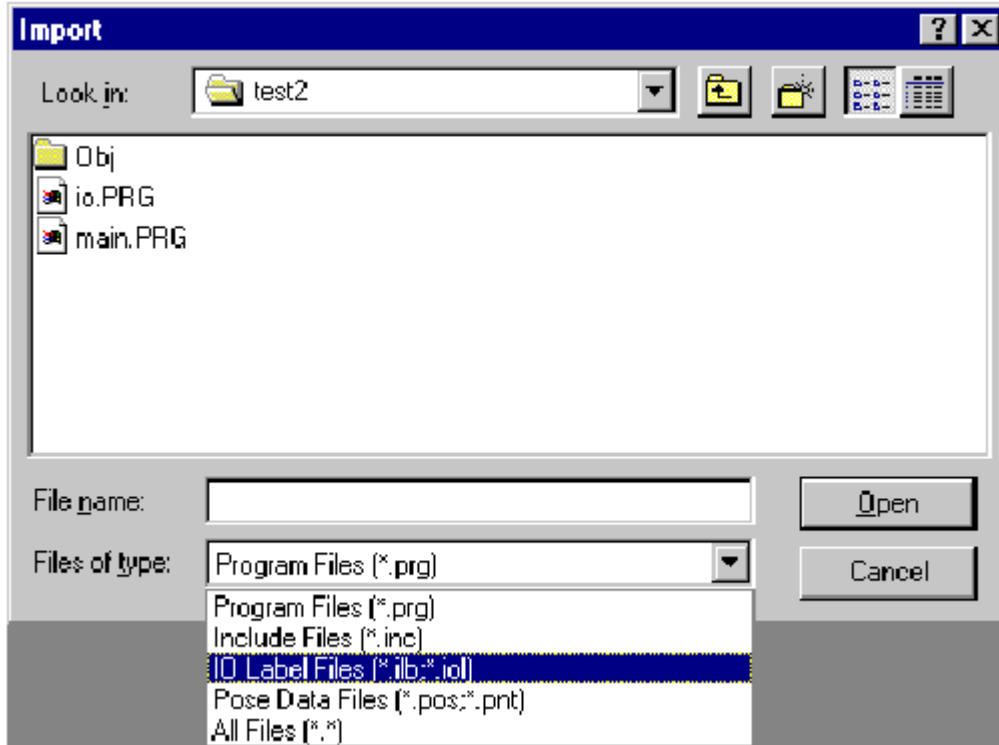 Import
Look in: test2
Obj
io.PRG
main.PRG
File name: Open
Files of type: Program Files (*.prg) Cancel
Program Files (*.prg)
Include Files (*.inc)
IO Label Files (*.ilb;*.iol)
Pose Data Files (*.pos;*.pnt)
All Files (*.*)